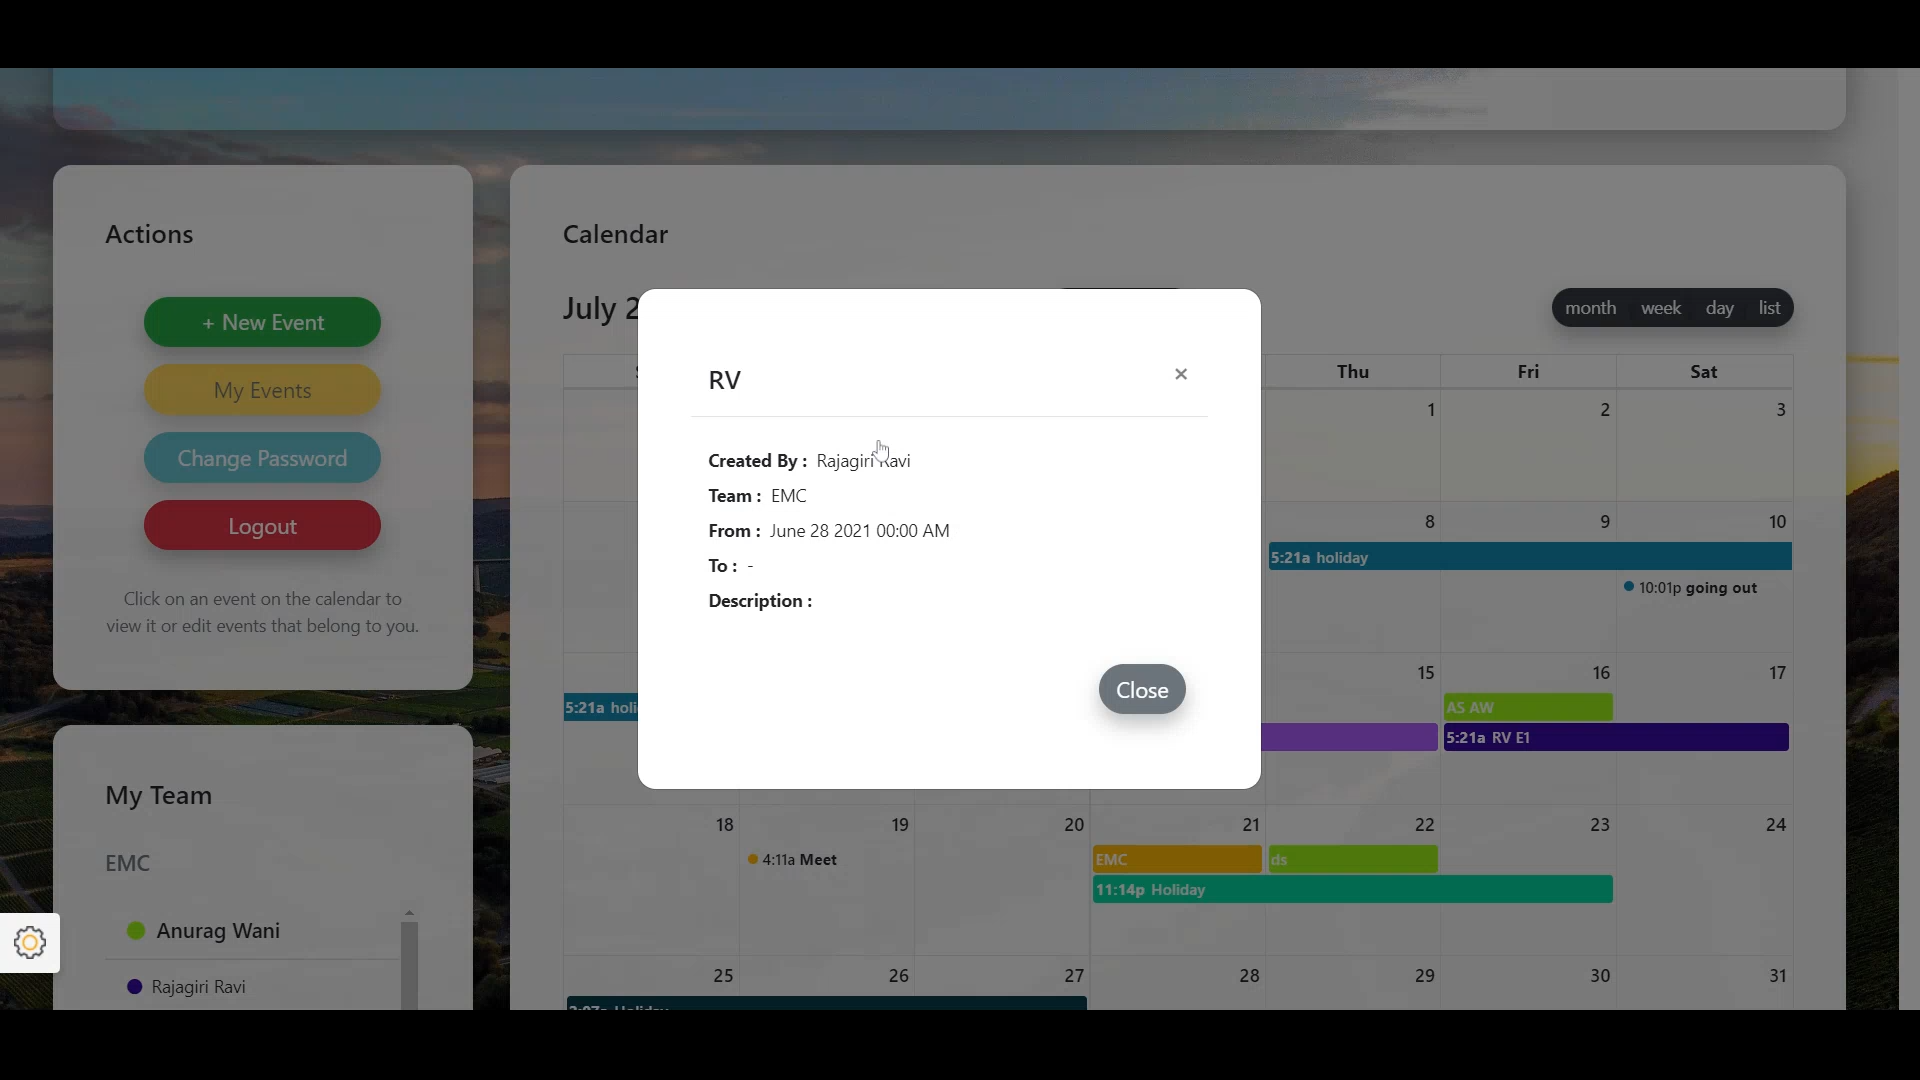 Actions
+ New Event
My Events
Change Password
Logout
Click on an event on the calendar to
view it or edit events that belong to you.
My Team
EMC
Anurag Wani
Rajagiri Ravi
Calendar
July
month week day list
Thu Fri Sat
1 2 3
8 9 10
5:21a holiday
10:01p going out
15 16 17
5:21a
AS AW
5:21a RV E1
18 19 20 21 22 23 24
4:11a Meet
EMC
ds
11:14p Holiday
25 26 27 28 29 30 31
RV
×
Created By : Rajagiri Ravi
Team : EMC
From : June 28 2021 00:00 AM
To : -
Description :
Close